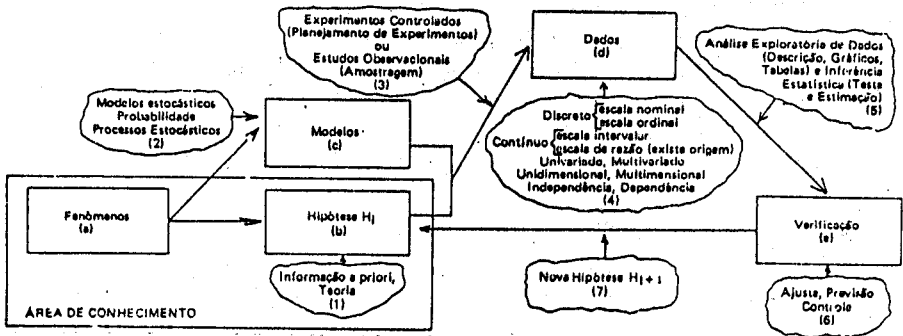 Experimentos Controlados
(Planejamento de Experimentos)
ou
Estudos Observacionais
(Amostragem)
(3)
Dados
(d)
Análise Exploratória de Dados
(Descrição, Gráficos,
Tabelas) e Inferência
Estatística (Teste
e Estimação)
(5)
Modelos estocásticos
Probabilidade
Processos Estocásticos
(2)
Modelos
(c)
Discreto escala nominal
escala ordinal
Contínuo escala intervalar
escala de razão (existe origem)
Univariado, Multivariado
Unidimensional, Multimensional
Independência, Dependência
(4)
Fenômenos
(a)
Hipótese Hi
(b)
Verificação
(e)
Informação a priori,
Teoria
(1)
Nova Hipótese Hi + 1
(7)
Ajuste, Previsão
Controle
(6)
ÁREA DE CONHECIMENTO